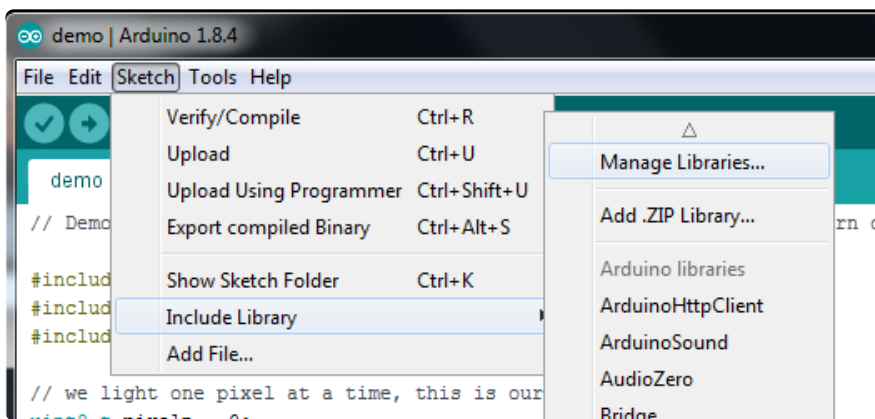 demo | Arduino 1.8.4
File Edit Sketch Tools Help
Verify/Compile Ctrl+R
Upload Ctrl+U
Upload Using Programmer Ctrl+Shift+U
Export compiled Binary Ctrl+Alt+S
Show Sketch Folder Ctrl+K
Include Library
Add File...
Manage Libraries...
Add .ZIP Library...
Arduino libraries
ArduinoHttpClient
ArduinoSound
AudioZero
Bridge
demo
// Demo
#includ
#includ
#includ
// we light one pixel at a time, this is our